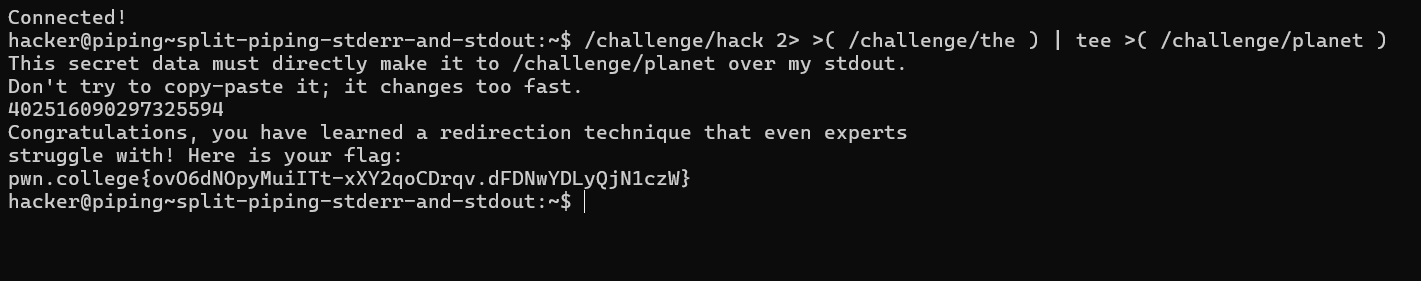 Connected!
hacker@piping~split-piping-stderr-and-stdout:~$ /challenge/hack 2> >( /challenge/the ) | tee >( /challenge/planet )
This secret data must directly make it to /challenge/planet over my stdout.
Don't try to copy-paste it; it changes too fast.
402516090297325594
Congratulations, you have learned a redirection technique that even experts
struggle with! Here is your flag:
pwn.college{ovO6dNOpyMuiITt-xXY2qoCDrqv.dFDNwYDLyQjN1czW}
hacker@piping~split-piping-stderr-and-stdout:~$